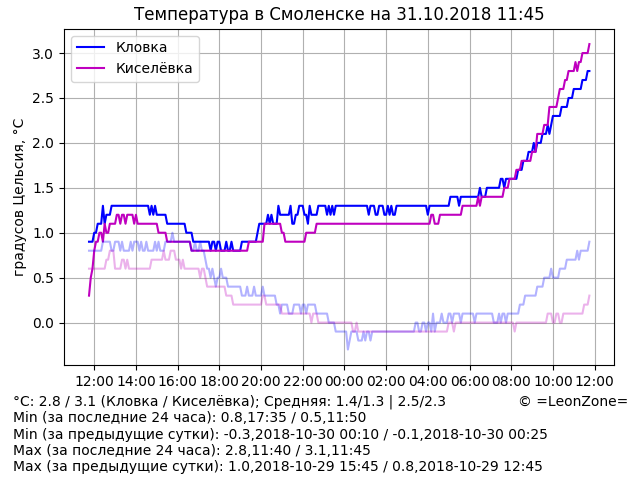 Температура в Смоленске на 31.10.2018 11:45
Кловка
Киселёвка
градусов Цельсия, °C
3.0
2.5
2.0
1.5
1.0
0.5
0.0
12:00 14:00 16:00 18:00 20:00 22:00 00:00 02:00 04:00 06:00 08:00 10:00 12:00
°C: 2.8 / 3.1 (Кловка / Киселёвка); Средняя: 1.4/1.3 | 2.5/2.3 © =LeonZone=
Min (за последние 24 часа): 0.8,17:35 / 0.5,11:50
Min (за предыдущие сутки): -0.3,2018-10-30 00:10 / -0.1,2018-10-30 00:25
Max (за последние 24 часа): 2.8,11:40 / 3.1,11:45
Max (за предыдущие сутки): 1.0,2018-10-29 15:45 / 0.8,2018-10-29 12:45